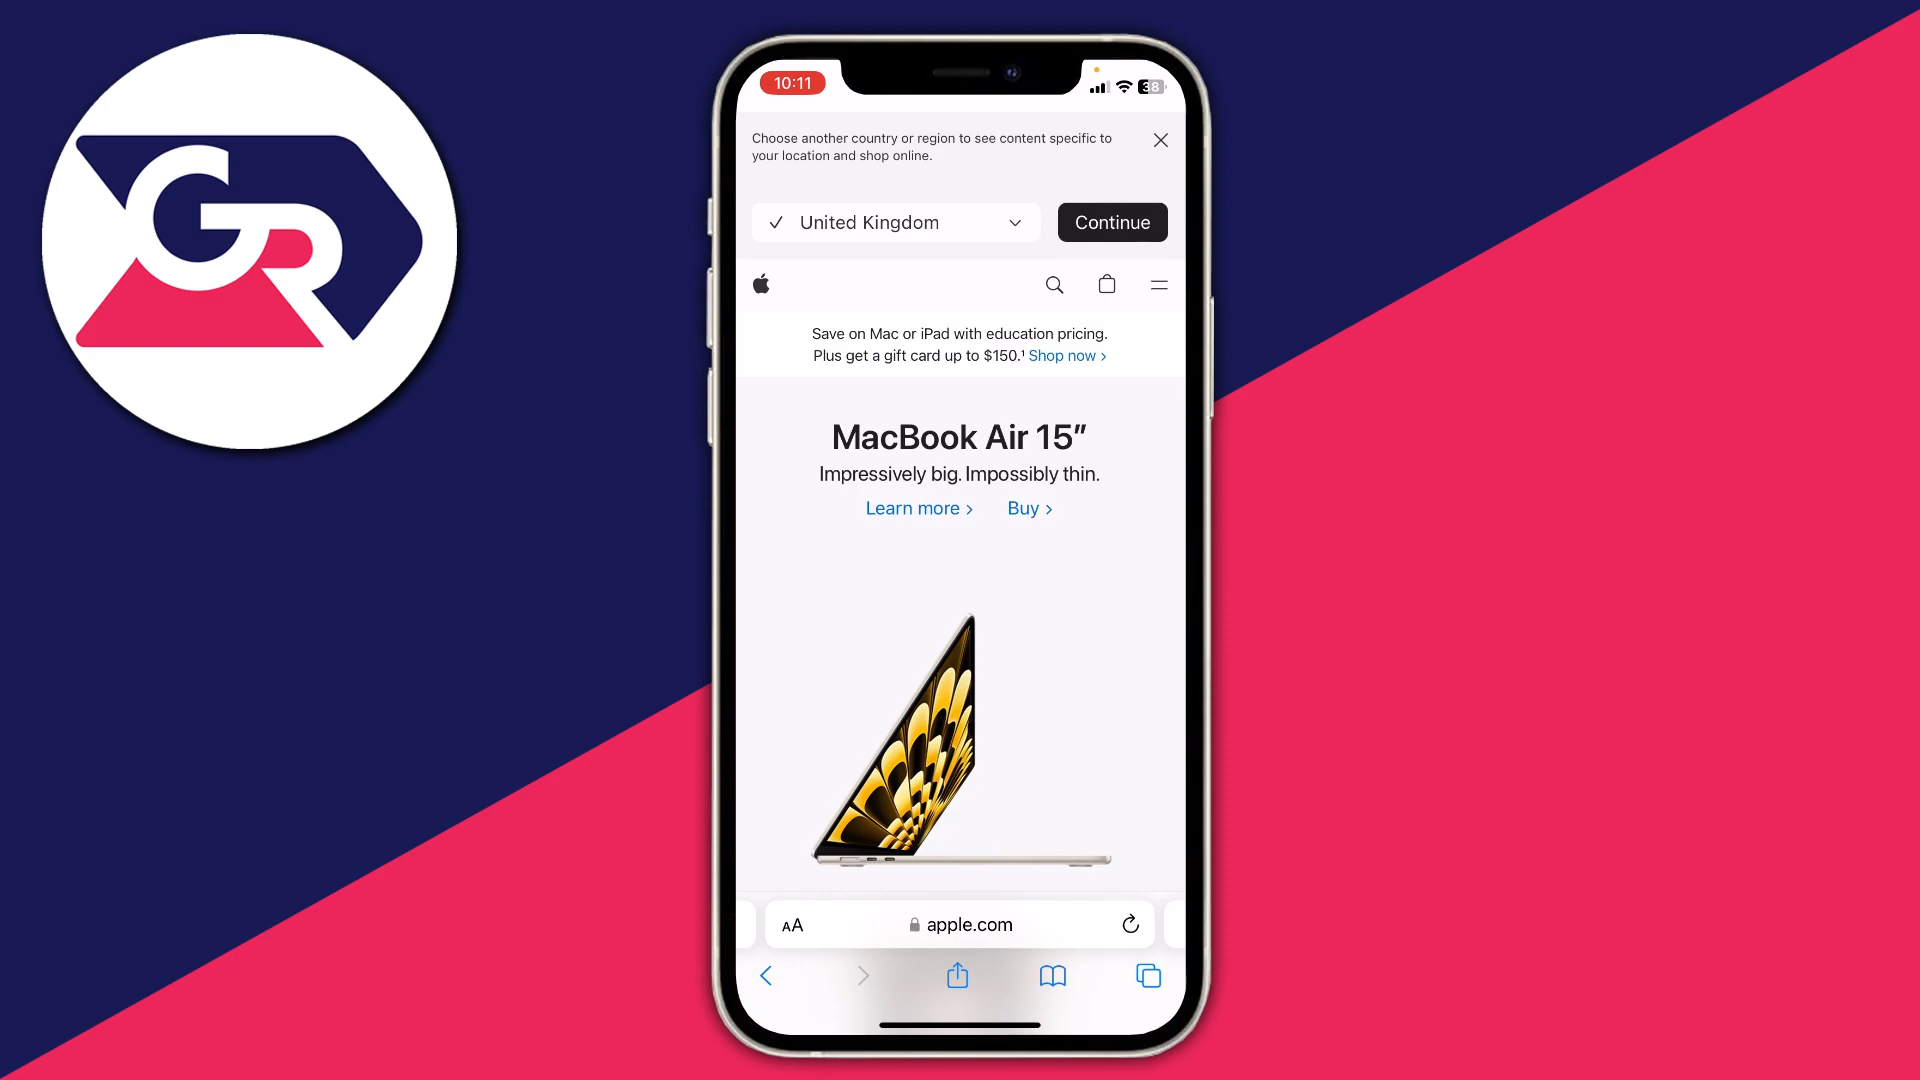 GR
10:11
38
Choose another country or region to see content specific to
your location and shop online.
United Kingdom
Continue
Save on Mac or iPad with education pricing.
Plus get a gift card up to $150.¹ Shop now ›
MacBook Air 15″
Impressively big. Impossibly thin.
Learn more › Buy ›
AA apple.com